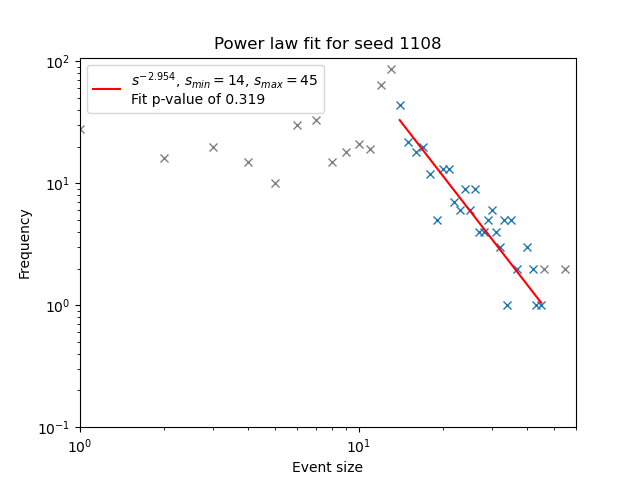 Power law fit for seed 1108
s^{-2.954}, s_{min} = 14, s_{max} = 45
Fit p-value of 0.319
10^2
10^1
10^0
10^{-1}
Frequency
10^0
10^1
Event size